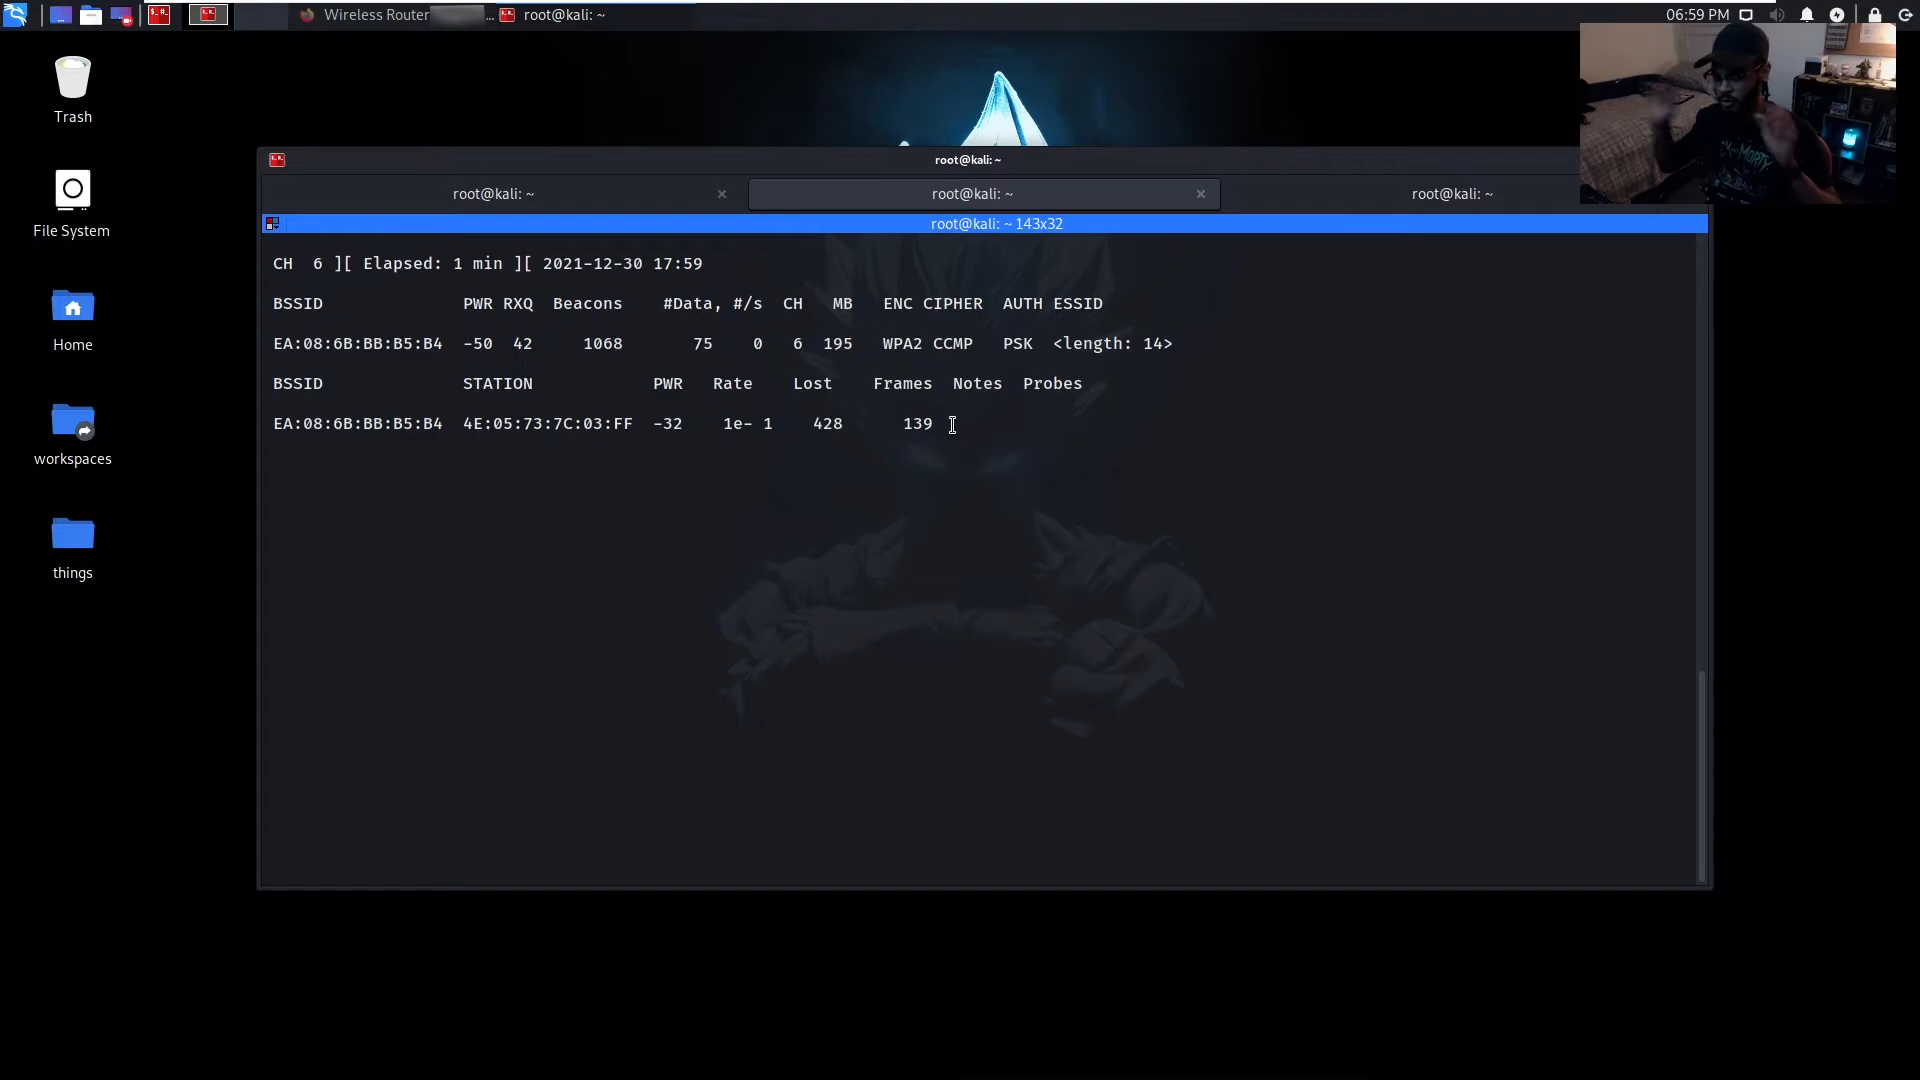 Wireless Router ... root@kali: ~ 06:59 PM
Trash
File System
Home
workspaces
things
root@kali: ~
root@kali: ~ × root@kali: ~ × root@kali: ~
root@kali: ~ 143x32
CH 6 ][ Elapsed: 1 min ][ 2021-12-30 17:59
BSSID PWR RXQ Beacons #Data, #/s CH MB ENC CIPHER AUTH ESSID
EA:08:6B:BB:B5:B4 -50 42 1068 75 0 6 195 WPA2 CCMP PSK <length: 14>
BSSID STATION PWR Rate Lost Frames Notes Probes
EA:08:6B:BB:B5:B4 4E:05:73:7C:03:FF -32 1e- 1 428 139